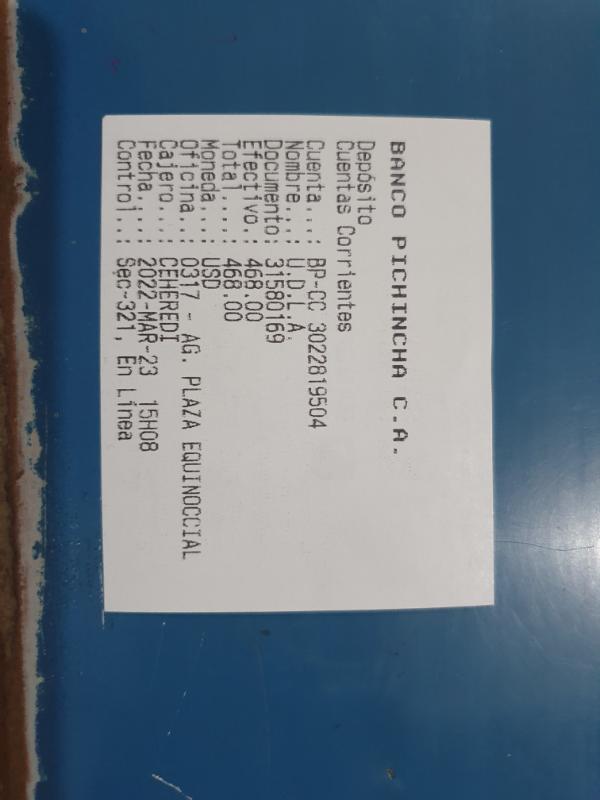 BANCO PICHINCHA C.A.
Depósito
Cuentas Corrientes
Cuenta...: BP-CC 3022819504
Nombre...: U.D.L.A.
Documento: 31580169
Efectivo.: 468.00
Total....: 468.00
Moneda...: USD
Oficina..: 0317 - AG. PLAZA EQUINOCCIAL
Cajero...: CEHEREDI
Fecha....: 2022-MAR-23 15H08
Control..: Sec-321, En Línea